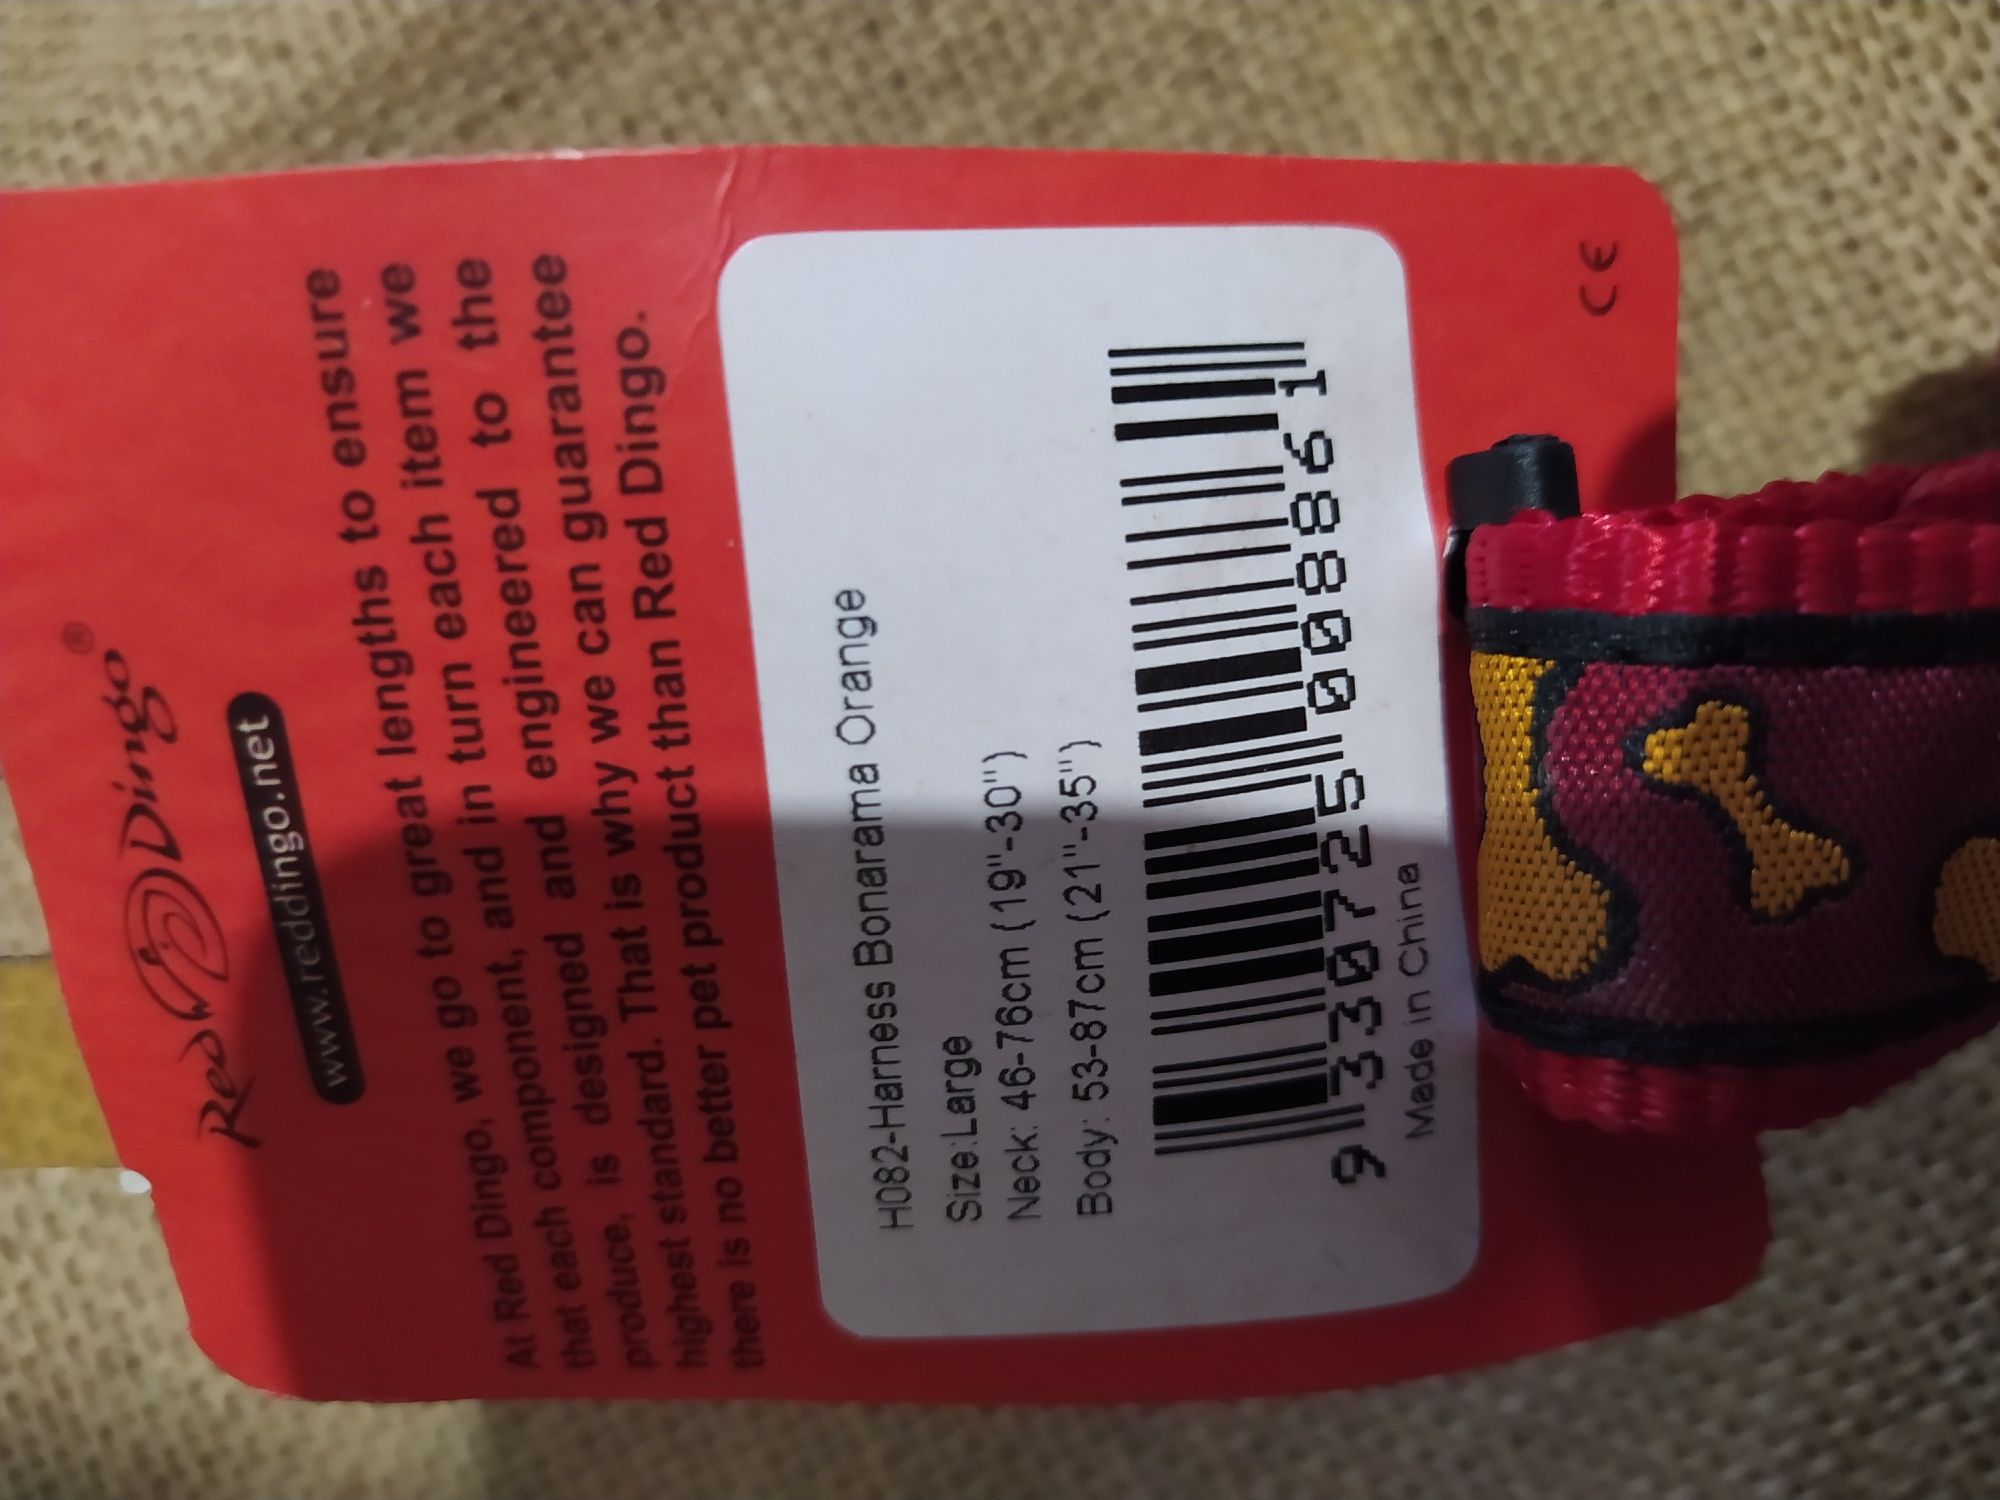 Red Dingo®
www.reddingo.net
At Red Dingo, we go to great lengths to ensure
that each component, and in turn each item we
produce, is designed and engineered to the
highest standard. That is why we can guarantee
there is no better pet product than Red Dingo.
H082-Harness Bonarama Orange
Size:Large
Neck: 46-76cm (19"-30")
Body: 53-87cm (21"-35")
9 330725 008861
Made in China
CE